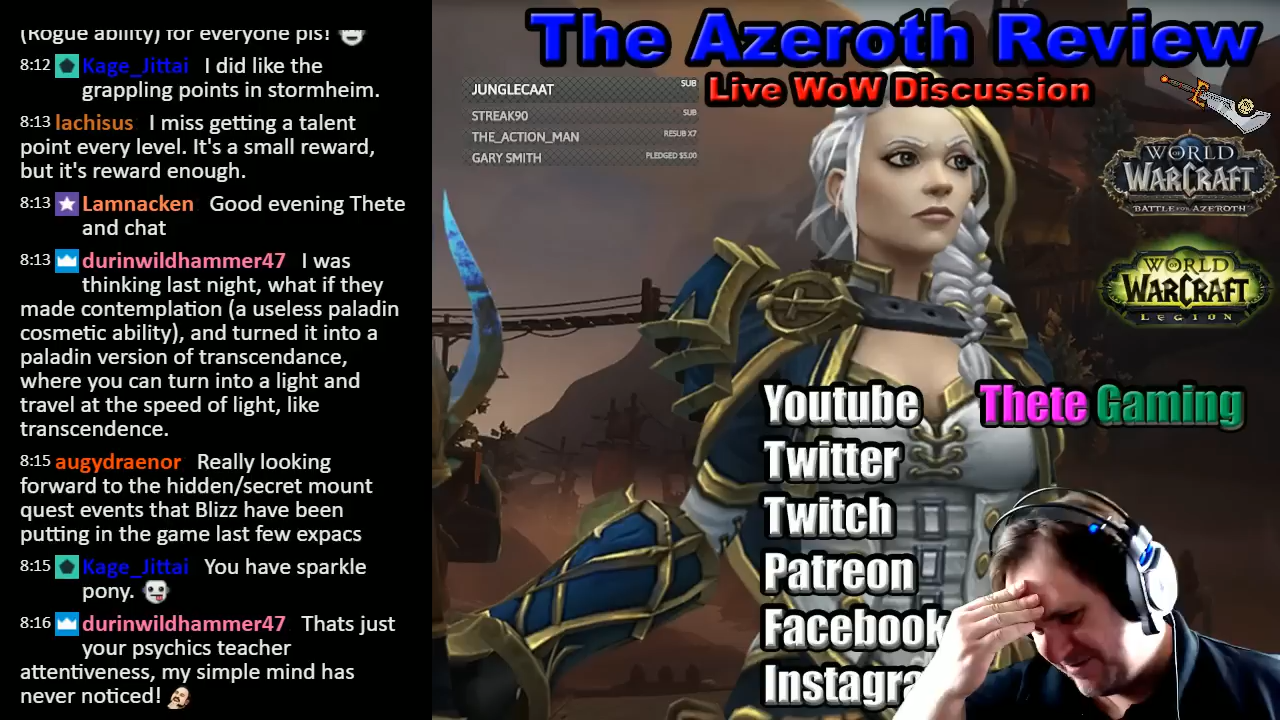 (Rogue ability) for everyone pls!
8:12 Kage_Jittai I did like the
grappling points in stormheim.
8:13 lachisus I miss getting a talent
point every level. It's a small reward,
but it's reward enough.
8:13 Lamnacken Good evening Thete
and chat
8:13 durinwildhammer47 I was
thinking last night, what if they
made contemplation (a useless paladin
cosmetic ability), and turned it into a
paladin version of transcendance,
where you can turn into a light and
travel at the speed of light, like
transcendence.
8:15 augydraenor Really looking
forward to the hidden/secret mount
quest events that Blizz have been
putting in the game last few expacs
8:15 Kage_Jittai You have sparkle
pony.
8:16 durinwildhammer47 Thats just
your psychics teacher
attentiveness, my simple mind has
never noticed!
The Azeroth Review
Live WoW Discussion
JUNGLECAAT SUB
STREAK90 SUB
THE_ACTION_MAN RESUB X7
GARY SMITH PLEDGED $5.00
WORLD
WARCRAFT
BATTLE FOR AZEROTH
WORLD
WARCRAFT
LEGION
Youtube Thete Gaming
Twitter
Twitch
Patreon
Facebook
Instagra